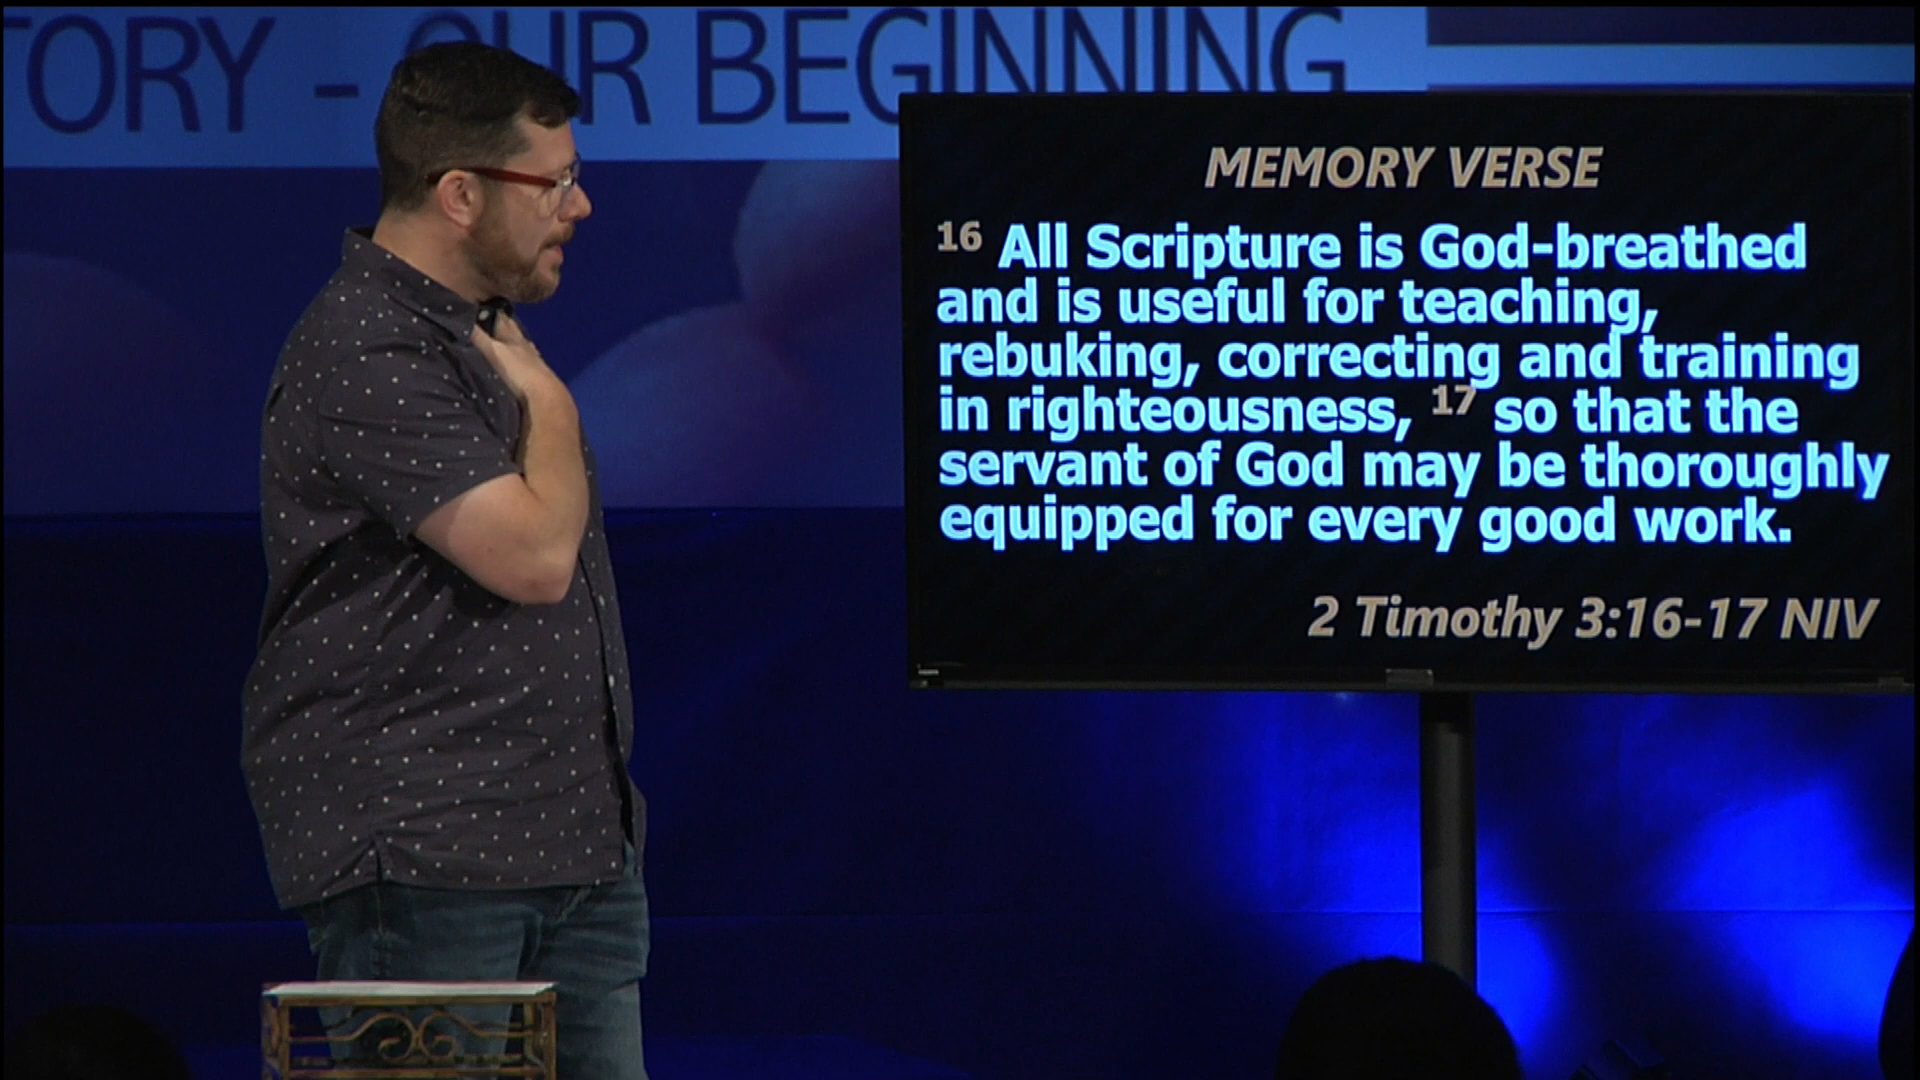 TORY - OUR BEGINNING
MEMORY VERSE
16 All Scripture is God-breathed
and is useful for teaching,
rebuking, correcting and training
in righteousness, 17 so that the
servant of God may be thoroughly
equipped for every good work.
2 Timothy 3:16-17 NIV